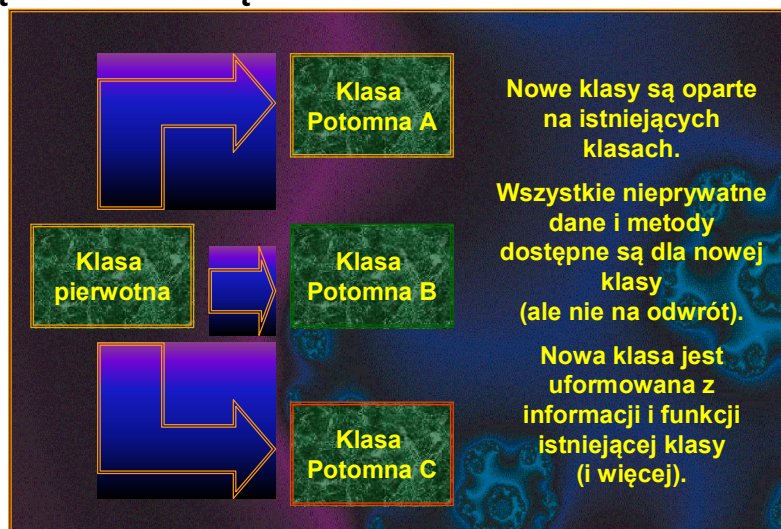 Klasa
Potomna A
Klasa
pierwotna
Klasa
Potomna B
Klasa
Potomna C
Nowe klasy są oparte
na istniejących
klasach.
Wszystkie nieprywatne
dane i metody
dostępne są dla nowej
klasy
(ale nie na odwrót).
Nowa klasa jest
uformowana z
informacji i funkcji
istniejącej klasy
(i więcej).